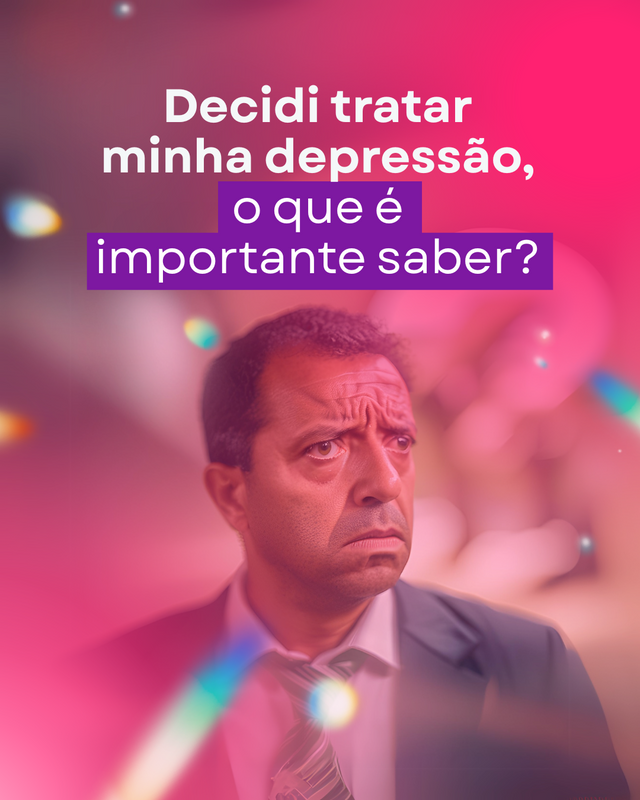 Decidi tratar
minha depressão,
o que é
importante saber?